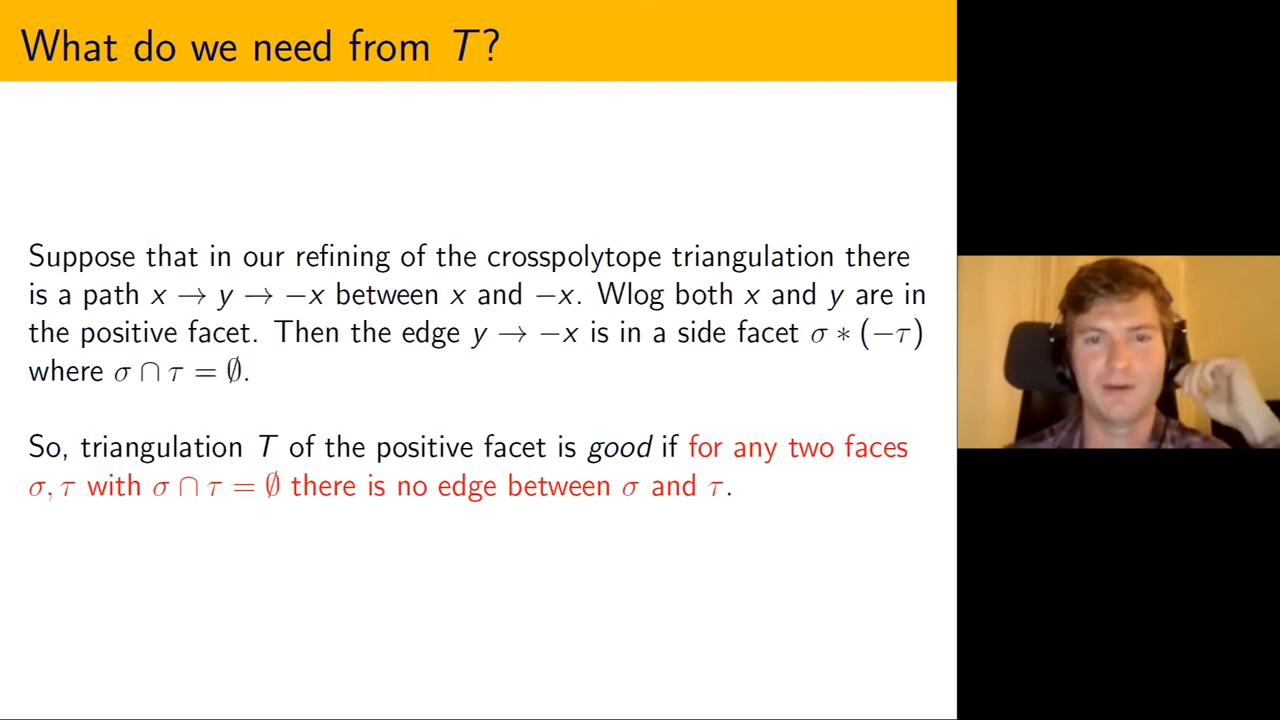 What do we need from T?
Suppose that in our refining of the crosspolytope triangulation there
is a path x → y → −x between x and −x. Wlog both x and y are in
the positive facet. Then the edge y → −x is in a side facet σ ∗ (−τ)
where σ ∩ τ = ∅.
So, triangulation T of the positive facet is good if for any two faces
σ, τ with σ ∩ τ = ∅ there is no edge between σ and τ.